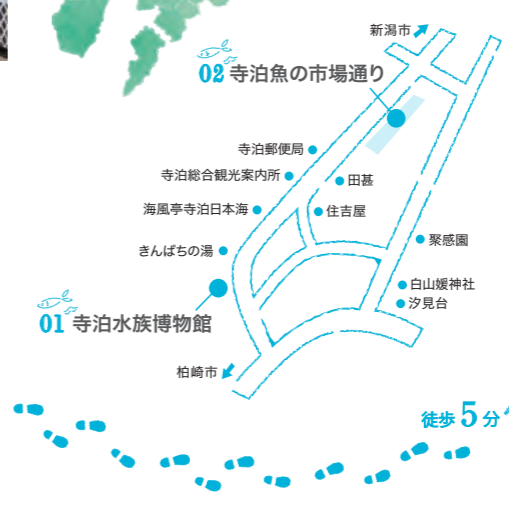 新潟市
02 寺泊魚の市場通り
寺泊郵便局
寺泊総合観光案内所
田甚
海風亭寺泊日本海
住吉屋
聚感園
きんぱちの湯
白山媛神社
汐見台
01 寺泊水族博物館
柏崎市
徒歩5分